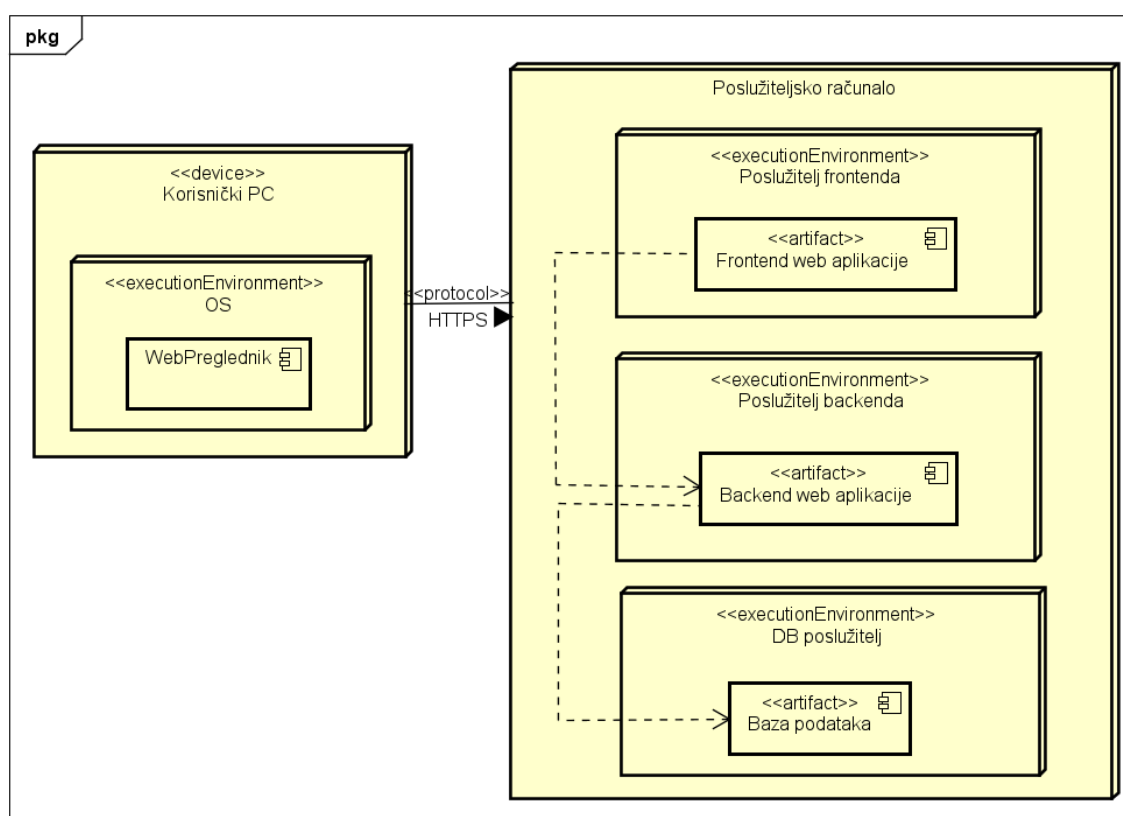 pkg
<<device>>
Korisnički PC
<<executionEnvironment>>
OS
WebPreglednik
<<protocol>>
HTTPS
Poslužiteljsko računalo
<<executionEnvironment>>
Poslužitelj frontenda
<<artifact>>
Frontend web aplikacije
<<executionEnvironment>>
Poslužitelj backenda
<<artifact>>
Backend web aplikacije
<<executionEnvironment>>
DB poslužitelj
<<artifact>>
Baza podataka